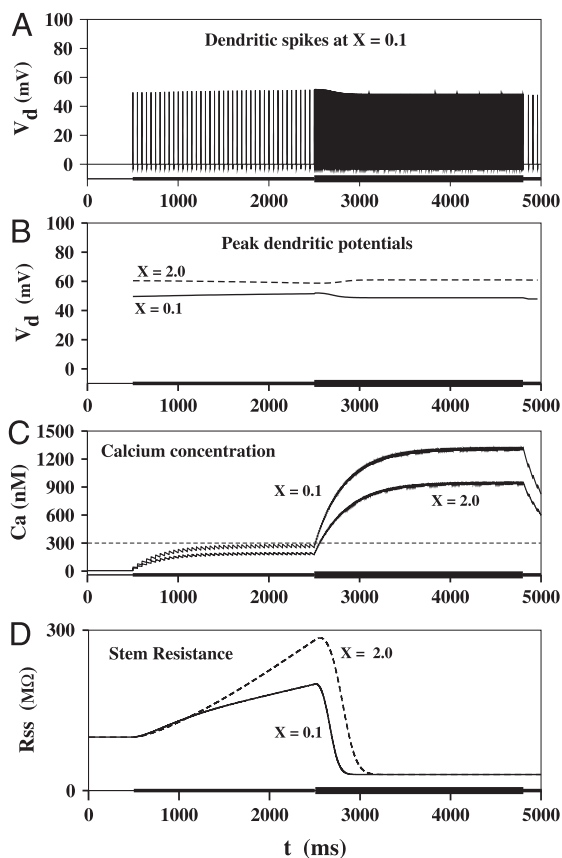 A
100
80
60
40
20
0
V_d (mV)
Dendritic spikes at X = 0.1
0 1000 2000 3000 4000 5000
B
100
80
60
40
20
0
V_d (mV)
Peak dendritic potentials
X = 2.0
X = 0.1
0 1000 2000 3000 4000 5000
C
1500
1200
900
600
300
0
Ca (nM)
Calcium concentration
X = 0.1
X = 2.0
0 1000 2000 3000 4000 5000
D
300
0
Rss (MΩ)
Stem Resistance
X = 2.0
X = 0.1
0 1000 2000 3000 4000 5000
t (ms)